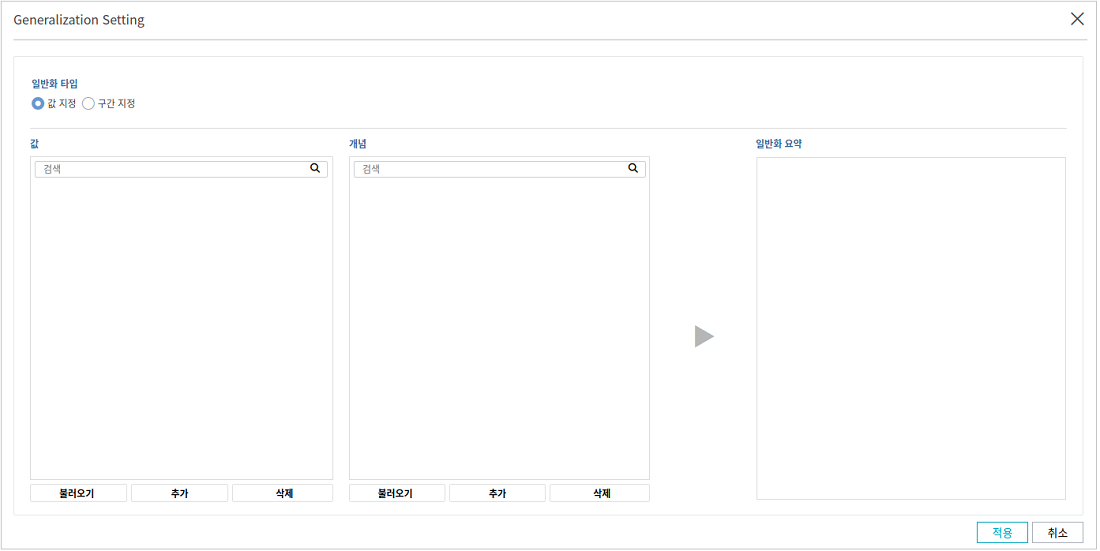 Generalization Setting
일반화 타입
값 지정 구간 지정
값 개념 일반화 요약
검색 검색
불러오기 추가 삭제 불러오기 추가 삭제
적용 취소